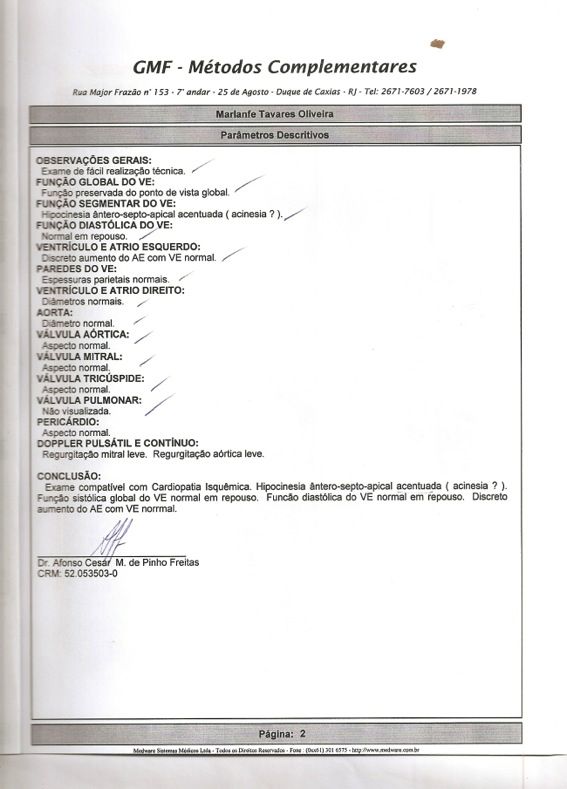 GMF - Métodos Complementares
Rua Major Frazão nº 153 - 7º andar - 25 de Agosto - Duque de Caxias - RJ - Tel: 2671-7603 / 2671-1978
Marlanfe Tavares Oliveira
Parâmetros Descritivos
OBSERVAÇÕES GERAIS:
Exame de fácil realização técnica.
FUNÇÃO GLOBAL DO VE:
Função preservada do ponto de vista global.
FUNÇÃO SEGMENTAR DO VE:
Hipocinesia ântero-septo-apical acentuada ( acinesia ? ).
FUNÇÃO DIASTÓLICA DO VE:
Normal em repouso.
VENTRÍCULO E ATRIO ESQUERDO:
Discreto aumento do AE com VE normal.
PAREDES DO VE:
Espessuras parietais normais.
VENTRÍCULO E ATRIO DIREITO:
Diâmetros normais.
AORTA:
Diâmetro normal.
VÁLVULA AÓRTICA:
Aspecto normal.
VÁLVULA MITRAL:
Aspecto normal.
VÁLVULA TRICÚSPIDE:
Aspecto normal.
VÁLVULA PULMONAR:
Não visualizada.
PERICÁRDIO:
Aspecto normal.
DOPPLER PULSÁTIL E CONTÍNUO:
Regurgitação mitral leve. Regurgitação aórtica leve.
CONCLUSÃO:
Exame compatível com Cardiopatia Isquêmica. Hipocinesia ântero-septo-apical acentuada ( acinesia ? ).
Função sistólica global do VE normal em repouso. Funcão diastólica do VE normal em repouso. Discreto
aumento do AE com VE norrmal.
Dr. Afonso Cesár M. de Pinho Freitas
CRM: 52.053503-0
Página: 2
Medware Sistemas Médicos Ltda - Todos os Direitos Reservados - Fone : (0xx61) 301 6575 - http://www.medware.com.br